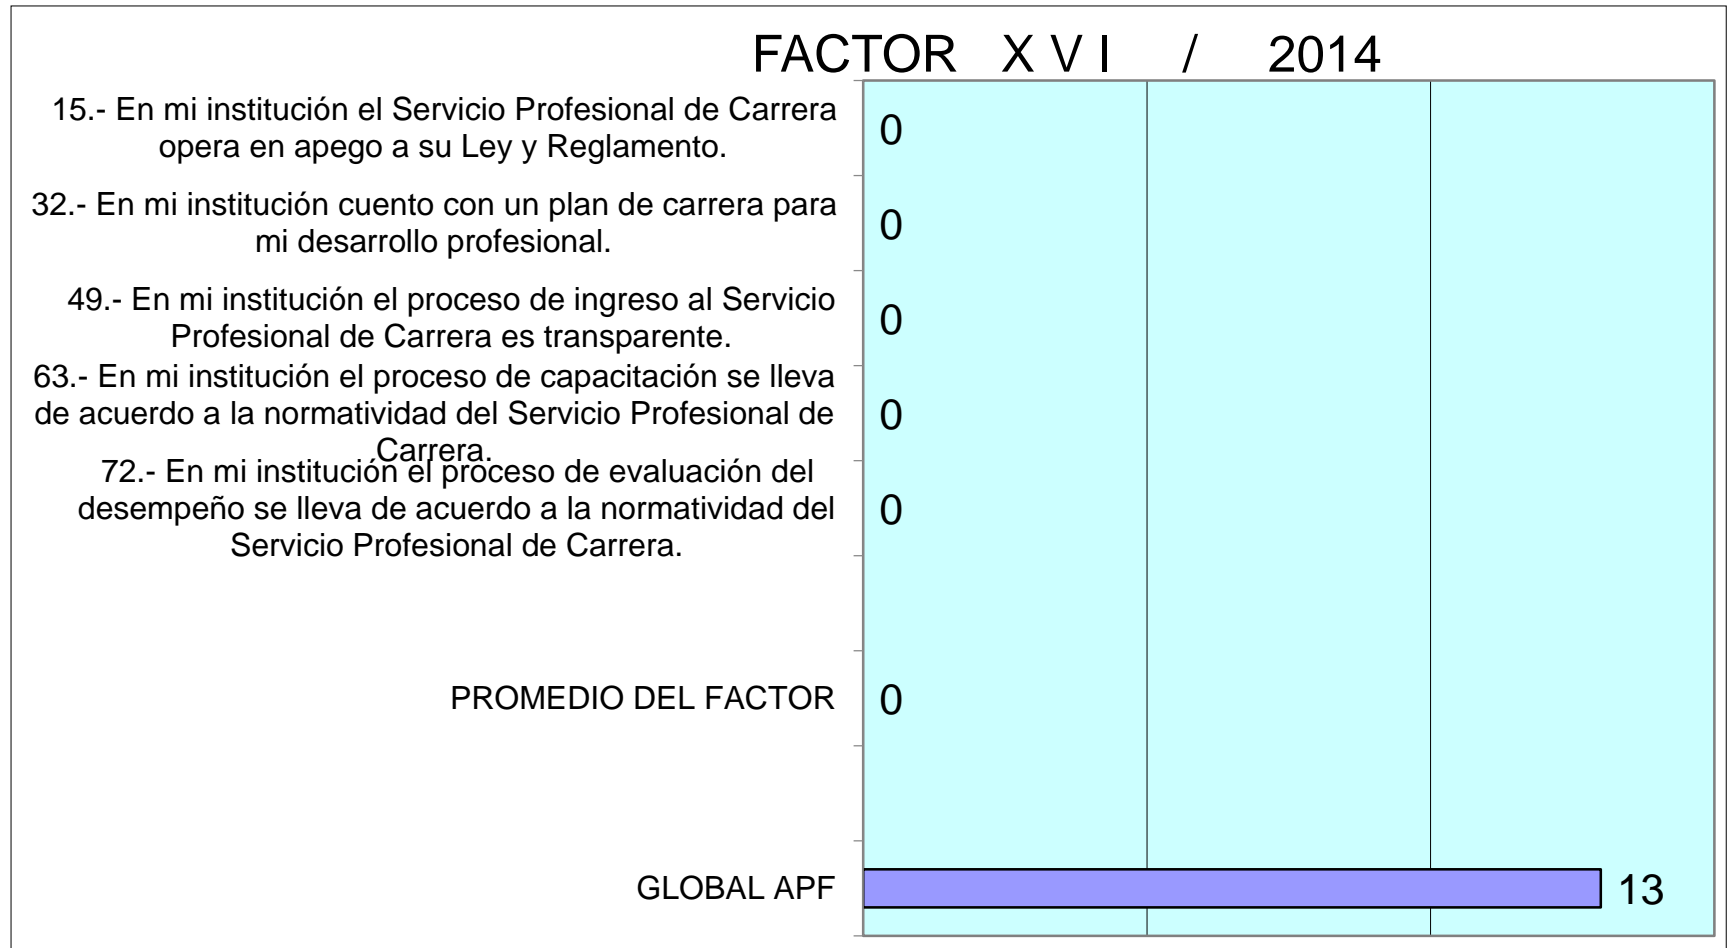 FACTOR X V I / 2014
15.- En mi institución el Servicio Profesional de Carrera
opera en apego a su Ley y Reglamento.
0
32.- En mi institución cuento con un plan de carrera para
mi desarrollo profesional.
0
49.- En mi institución el proceso de ingreso al Servicio
Profesional de Carrera es transparente.
0
63.- En mi institución el proceso de capacitación se lleva
de acuerdo a la normatividad del Servicio Profesional de
Carrera.
0
72.- En mi institución el proceso de evaluación del
desempeño se lleva de acuerdo a la normatividad del
Servicio Profesional de Carrera.
0
PROMEDIO DEL FACTOR
0
GLOBAL APF
13